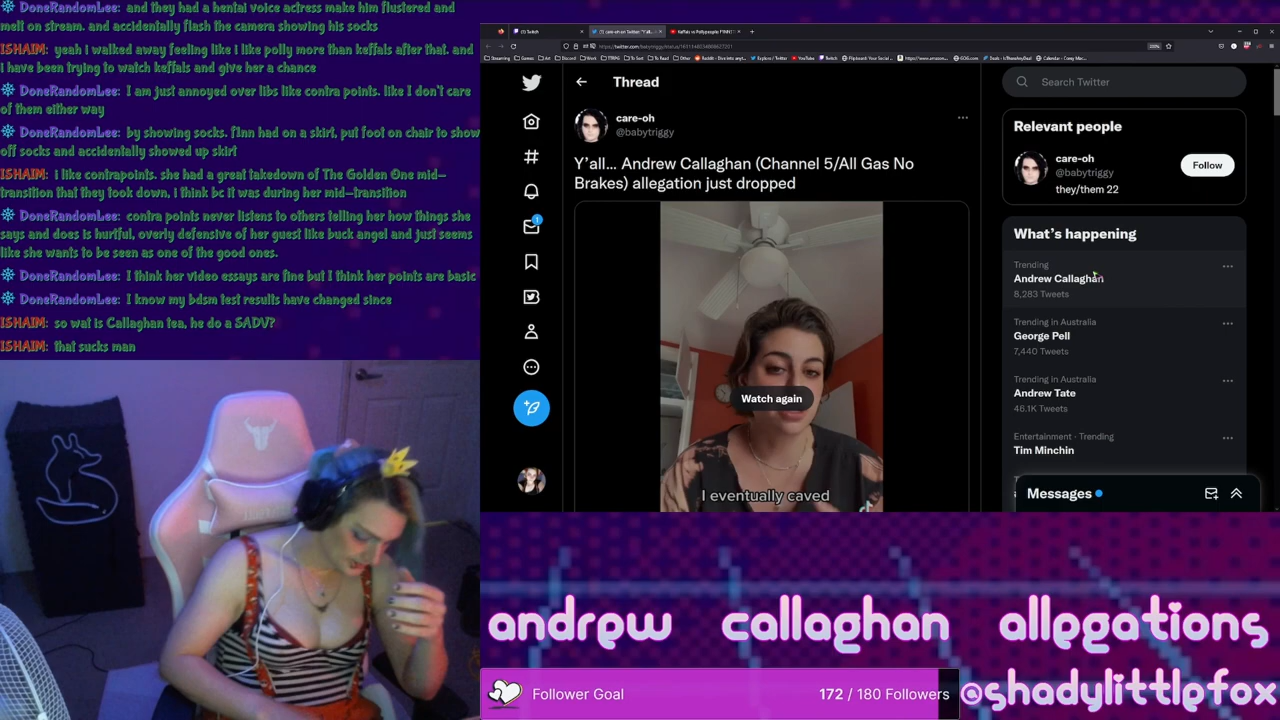 DoneRandomLee: and they had a hentai voice actress make him flustered and
melt on stream. and accidentally flash the camera showing his socks
ISHAIM: yeah i walked away feeling like i like polly more than keffals after that. and
i have been trying to watch keffals and give her a chance
DoneRandomLee: I am just annoyed over libs like contra points. like I don't care
of them either way
DoneRandomLee: by showing socks. f1nn had on a skirt, put foot on chair to show
off socks and accidentally showed up skirt
ISHAIM: i like contrapoints. she had a great takedown of The Golden One mid-
transition that they took down, i think bc it was during her mid-transition
DoneRandomLee: contra points never listens to others telling her how things she
says and does is hurtful, overly defensive of her guest like buck angel and just seems
like she wants to be seen as one of the good ones.
DoneRandomLee: I think her video essays are fine but I think her points are basic
DoneRandomLee: I know my bdsm test results have changed since
ISHAIM: so wat is Callaghan tea, he do a SADV?
ISHAIM: that sucks man
(1) Twitch
Thread
care-oh
@babytriggy
Y'all... Andrew Callaghan (Channel 5/All Gas No
Brakes) allegation just dropped
Watch again
I eventually caved
1
Search Twitter
Relevant people
care-oh
@babytriggy
Follow
they/them 22
What's happening
Trending
Andrew Callaghan
8,283 Tweets
Trending in Australia
George Pell
7,440 Tweets
Trending in Australia
Andrew Tate
46.1K Tweets
Entertainment · Trending
Tim Minchin
Messages
andrew callaghan allegations
Follower Goal
172 / 180 Followers
@shadylittlefox